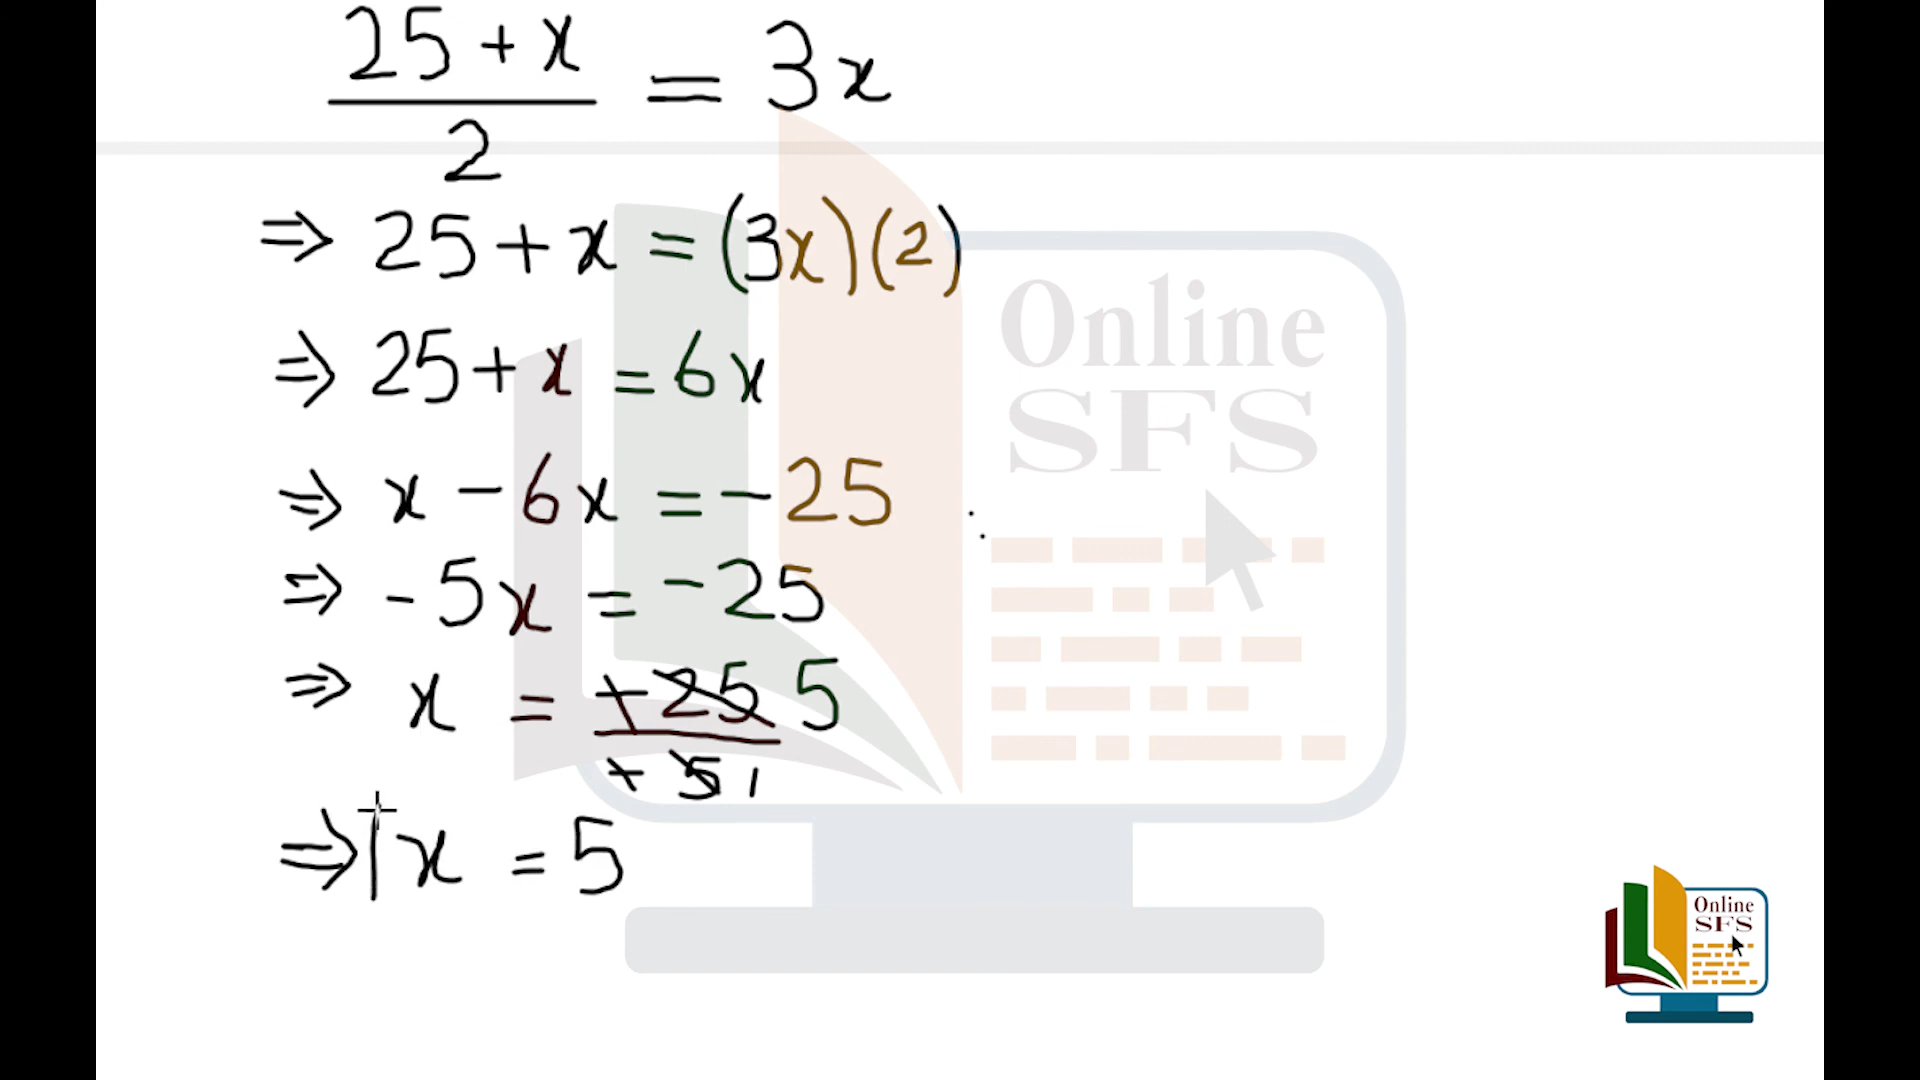 25 + x
= 3x
2
⇒ 25 + x = (3x)(2)
⇒ 25 + x = 6x
⇒ x - 6x = -25
⇒ -5x = -25
⇒ x = -25 5
- 5 1
⇒ x = 5
Online
SFS
Online
SFS